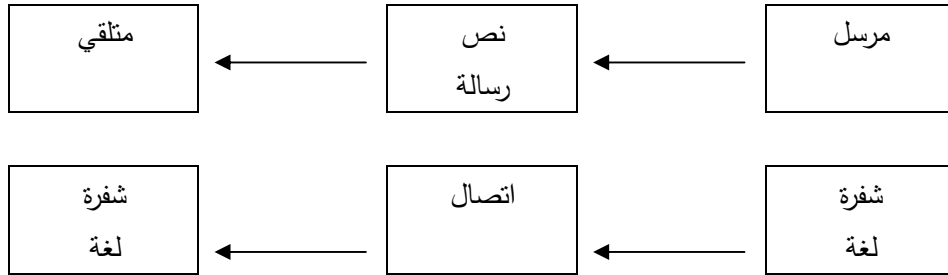 مرسل
نص
رسالة
متلقي
شفرة
لغة
اتصال
شفرة
لغة